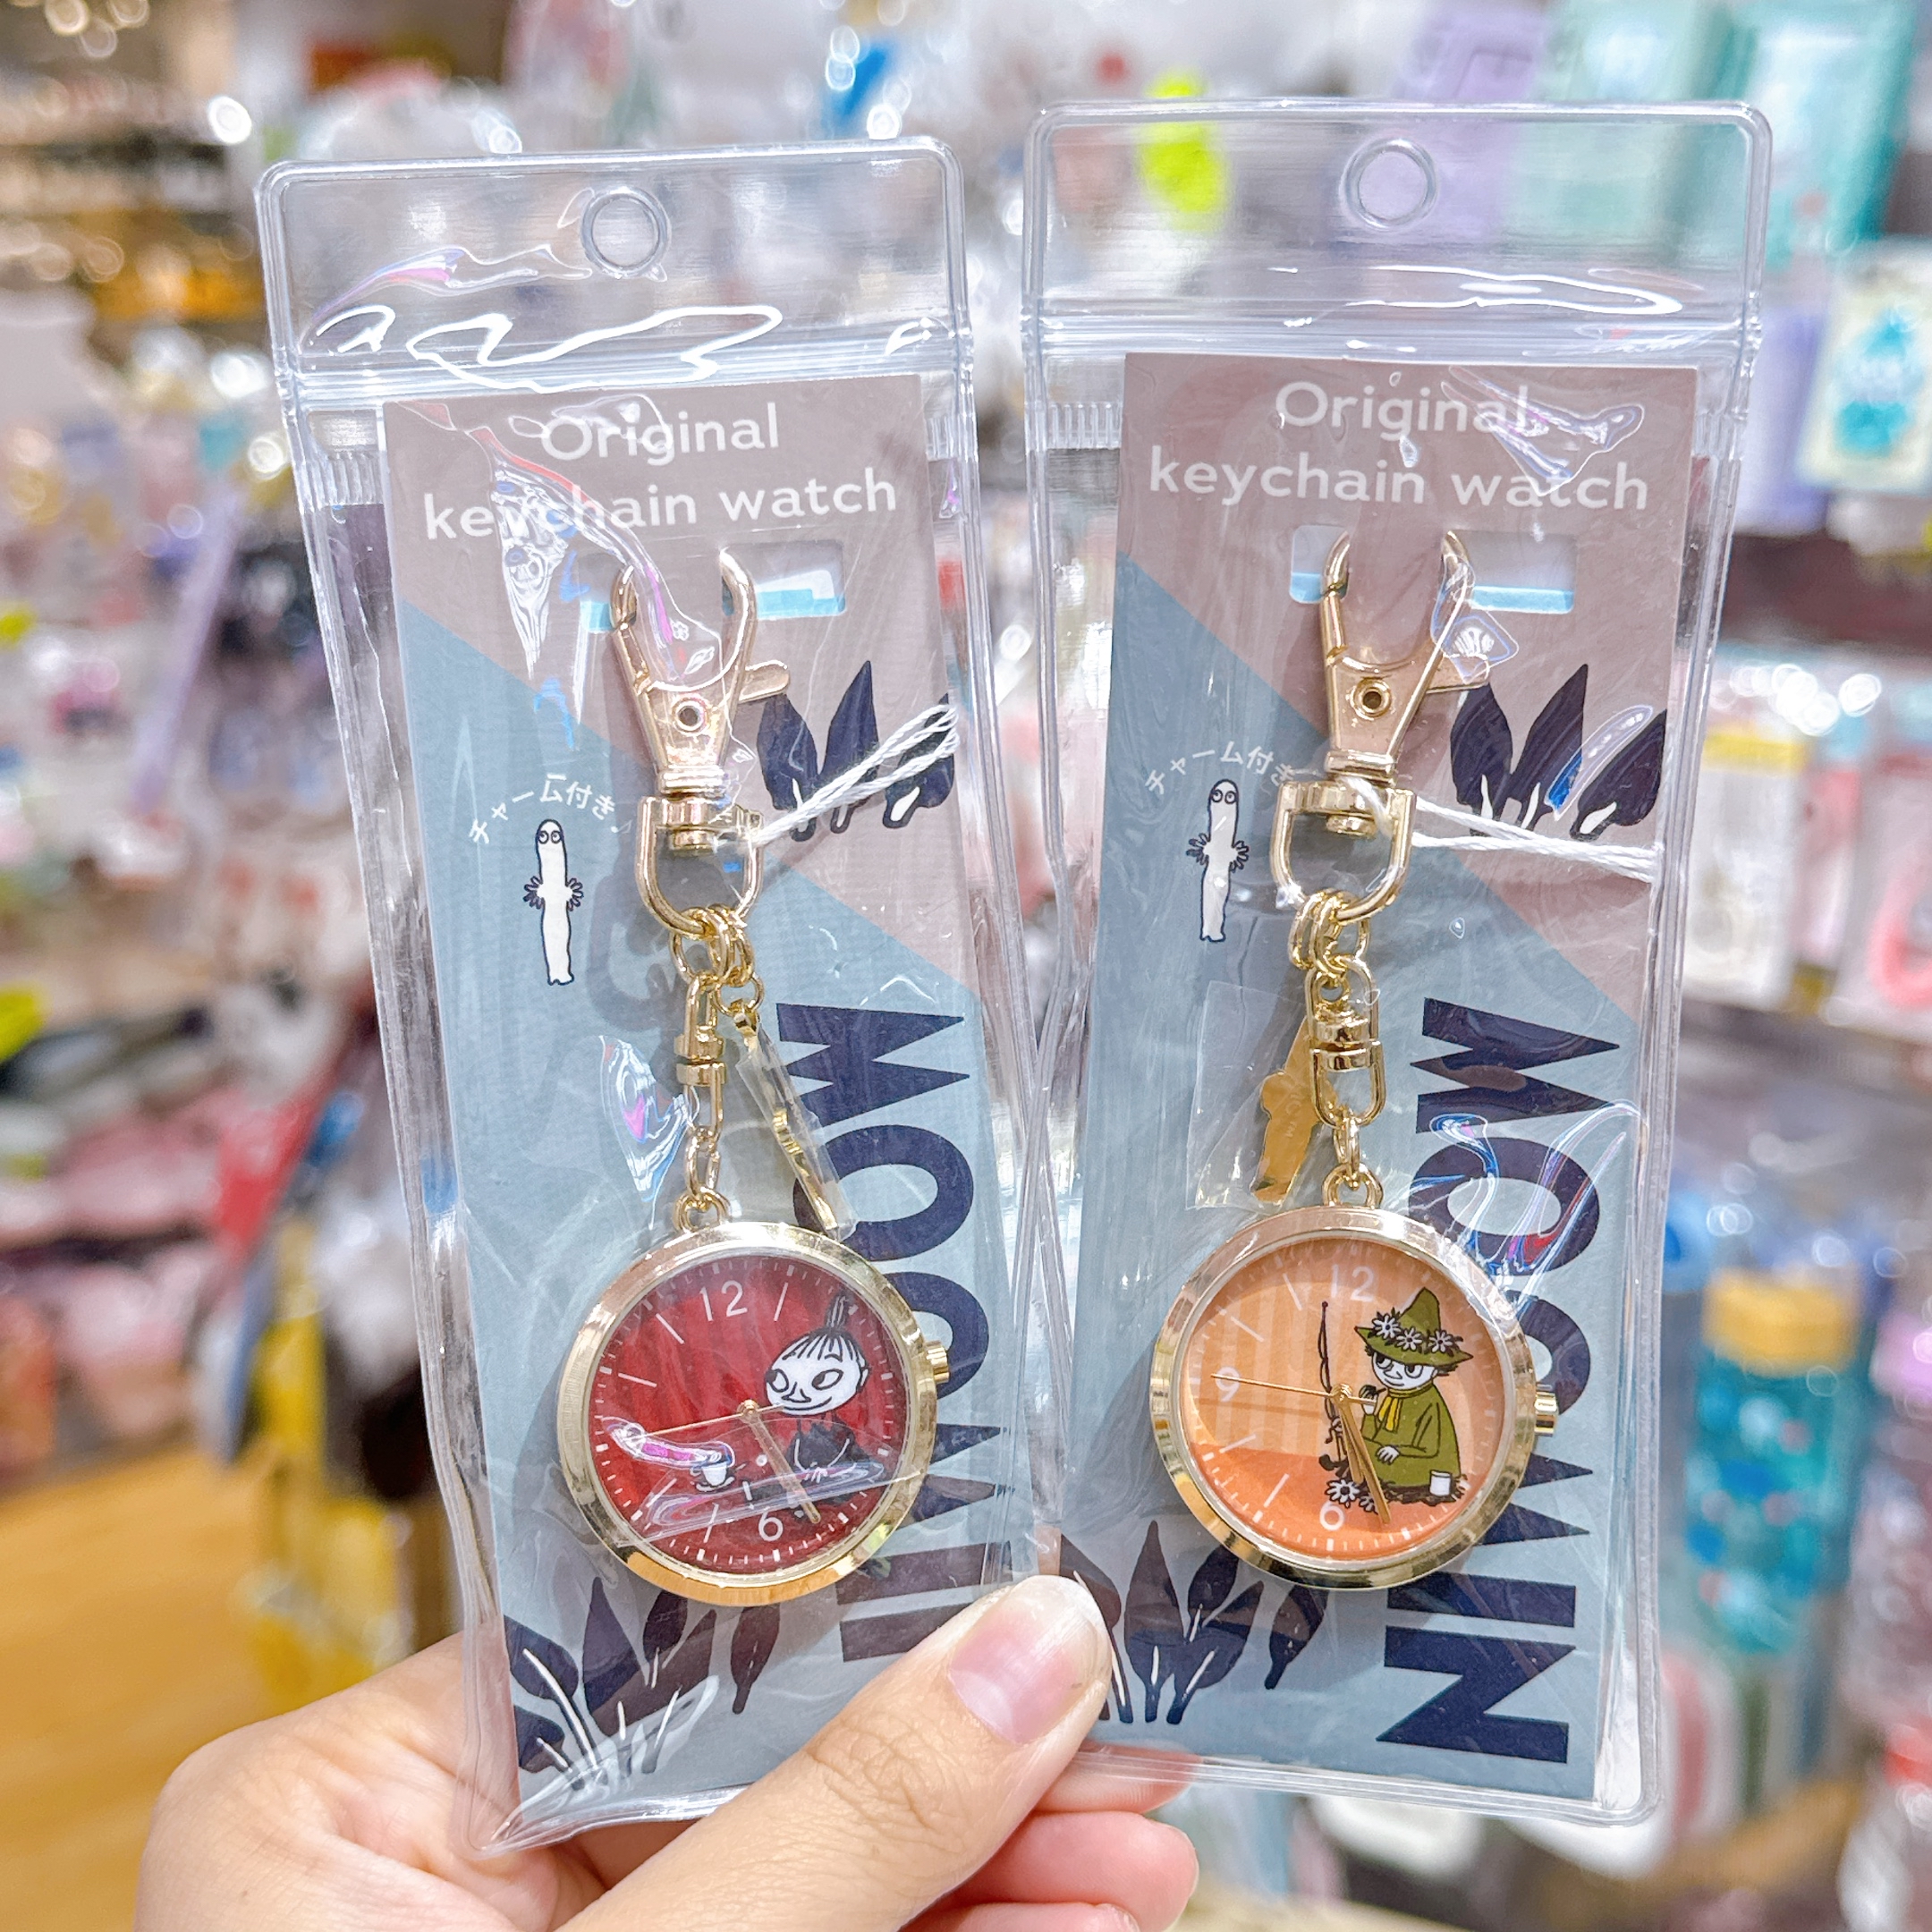 Original
keychain watch
チャーム付き♪
MOOMIN
12
6
Original
keychain watch
チャーム付き
MOOMIN
12
9
6